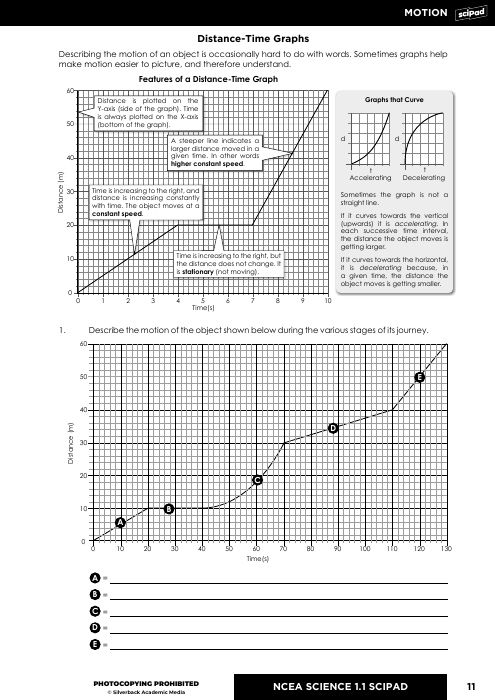 MOTION scipad
Distance-Time Graphs
Describing the motion of an object is occasionally hard to do with words. Sometimes graphs help
make motion easier to picture, and therefore understand.
Features of a Distance-Time Graph
60
50
40
30
20
10
0
Distance (m)
Distance is plotted on the
Y-axis (side of the graph). Time
is always plotted on the X-axis
(bottom of the graph).
A steeper line indicates a
larger distance moved in a
given time. In other words
higher constant speed.
Time is increasing to the right, and
distance is increasing constantly
with time. The object moves at a
constant speed.
Time is increasing to the right, but
the distance does not change. It
is stationary (not moving).
0 1 2 3 4 5 6 7 8 9 10
Time(s)
Graphs that Curve
d d
t t
Accelerating Decelerating
Sometimes the graph is not a
straight line.
If it curves towards the vertical
(upwards) it is accelerating, in
each successive time interval,
the distance the object moves is
getting larger.
If it curves towards the horizontal,
it is decelerating because, in
a given time, the distance the
object moves is getting smaller.
1. Describe the motion of the object shown below during the various stages of its journey.
60
50
40
30
20
10
0
Distance (m)
A
B
C
D
E
0 10 20 30 40 50 60 70 80 90 100 110 120 130
Time(s)
A =
B =
C =
D =
E =
PHOTOCOPYING PROHIBITED
© Silverback Academic Media
NCEA SCIENCE 1.1 SCIPAD
11